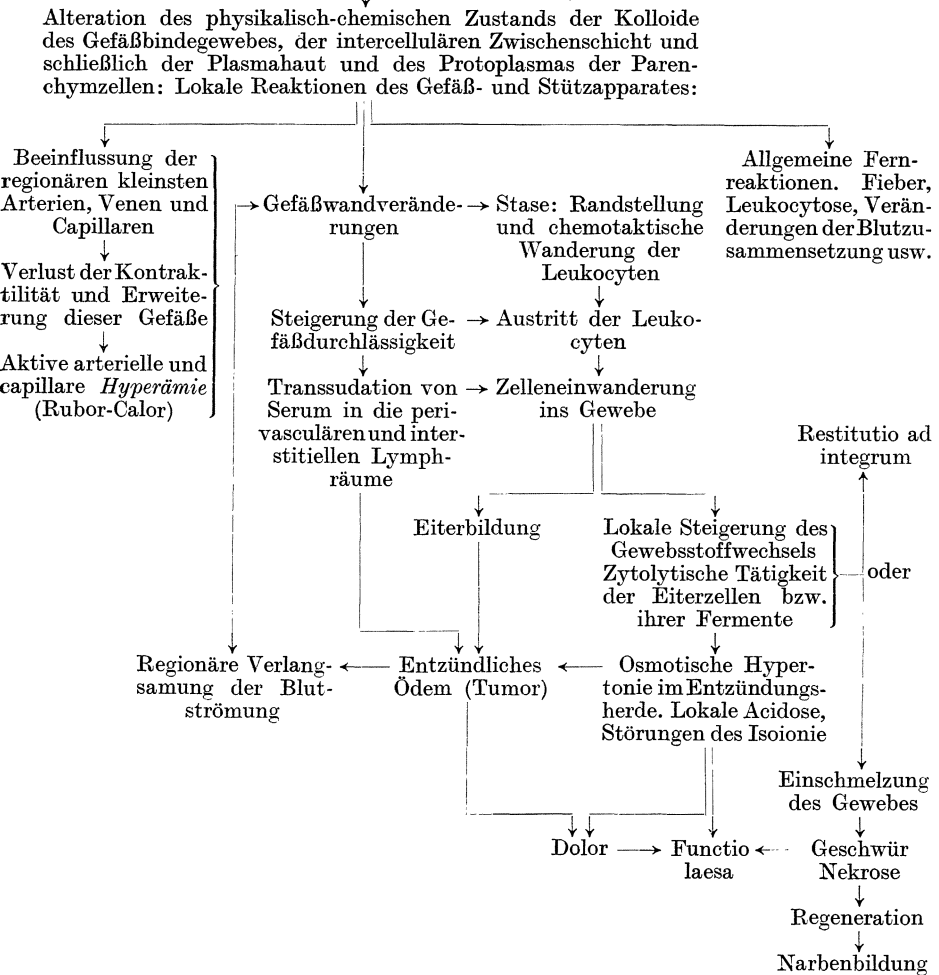 Alteration des physikalisch-chemischen Zustands der Kolloide
des Gefäßbindegewebes, der intercellulären Zwischenschicht und
schließlich der Plasmahaut und des Protoplasmas der Paren-
chymzellen: Lokale Reaktionen des Gefäß- und Stützapparates:
Beeinflussung der
regionären kleinsten
Arterien, Venen und
Capillaren
Verlust der Kontrak-
tilität und Erweite-
rung dieser Gefäße
Aktive arterielle und
capillare Hyperämie
(Rubor-Calor)
Gefäßwandverände-
rungen
Steigerung der Ge-
fäßdurchlässigkeit
Transsudation von
Serum in die peri-
vasculären und inter-
stitiellen Lymph-
räume
Stase: Randstellung
und chemotaktische
Wanderung der
Leukocyten
Austritt der Leuko-
cyten
Zelleneinwanderung
ins Gewebe
Allgemeine Fern-
reaktionen. Fieber,
Leukocytose, Verän-
derungen der Blutzu-
sammensetzung usw.
Restitutio ad
integrum
Eiterbildung
Lokale Steigerung des
Gewebsstoffwechsels
Zytolytische Tätigkeit
der Eiterzellen bzw.
ihrer Fermente
oder
Regionäre Verlang-
samung der Blut-
strömung
Entzündliches
Ödem (Tumor)
Osmotische Hyper-
tonie im Entzündungs-
herde. Lokale Acidose,
Störungen des Isoionie
Einschmelzung
des Gewebes
Dolor
Functio
laesa
Geschwür
Nekrose
Regeneration
Narbenbildung